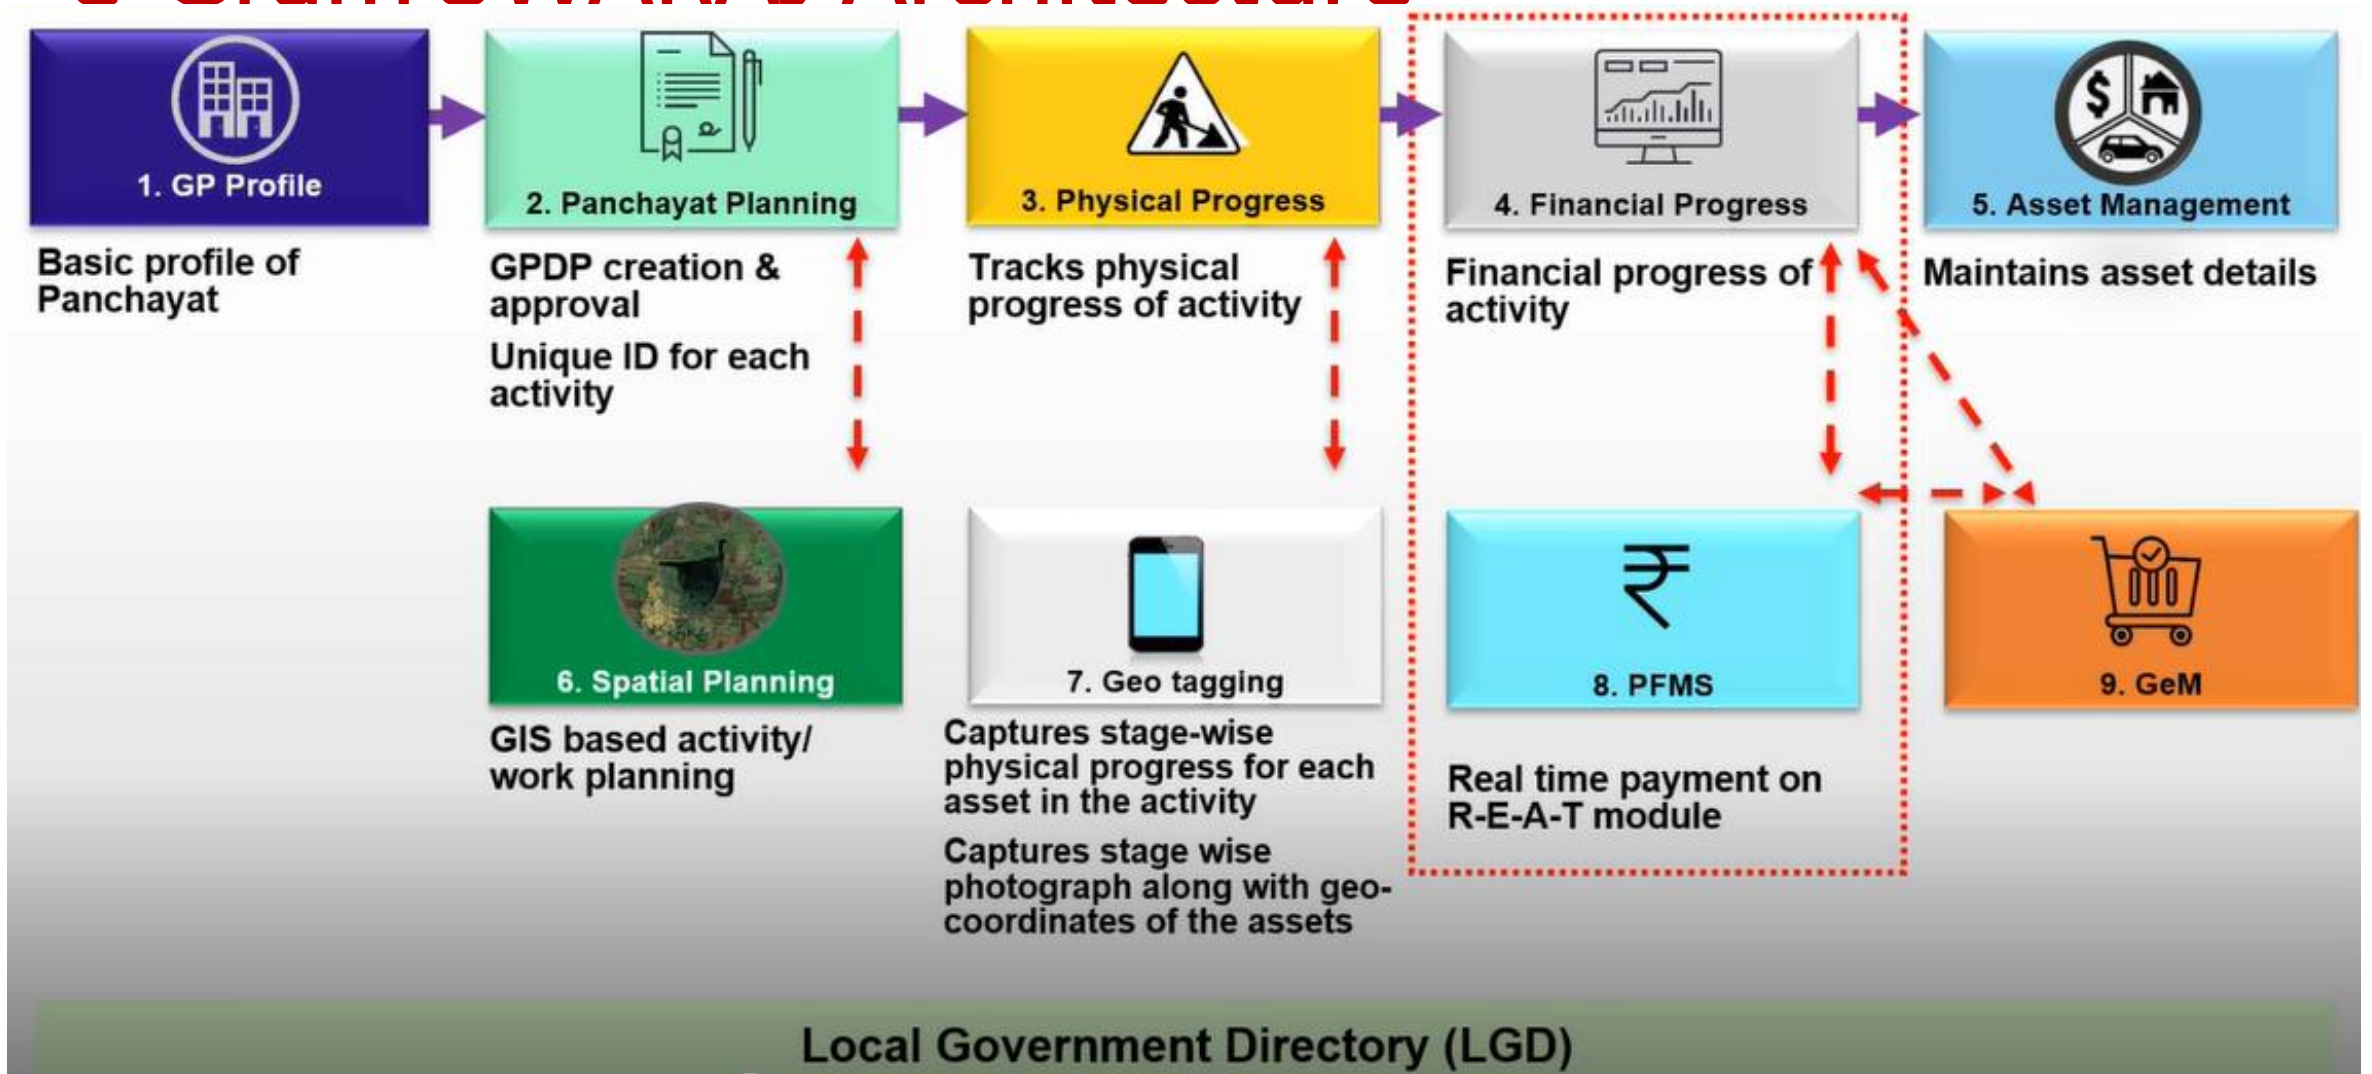 1. GP Profile
2. Panchayat Planning
3. Physical Progress
4. Financial Progress
5. Asset Management
Basic profile of
Panchayat
GPDP creation &
approval
Unique ID for each
activity
Tracks physical
progress of activity
Financial progress of
activity
Maintains asset details
6. Spatial Planning
7. Geo tagging
8. PFMS
9. GeM
GIS based activity/
work planning
Captures stage-wise
physical progress for each
asset in the activity
Captures stage wise
photograph along with geo-
coordinates of the assets
Real time payment on
R-E-A-T module
Local Government Directory (LGD)